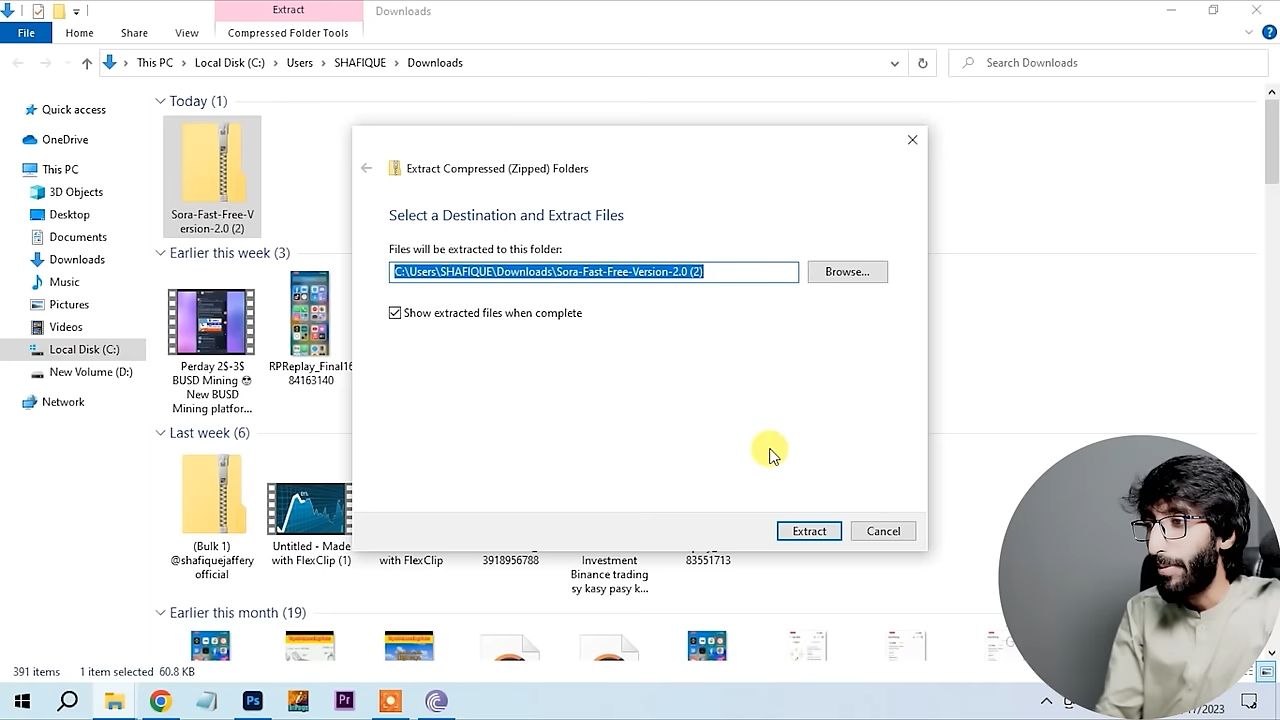 Extract
Downloads
File
Home
Share
View
Compressed Folder Tools
This PC
Local Disk (C:)
Users
SHAFIQUE
Downloads
Search Downloads
Quick access
OneDrive
This PC
3D Objects
Desktop
Documents
Downloads
Music
Pictures
Videos
Local Disk (C:)
New Volume (D:)
Network
Today (1)
Sora-Fast-Free-V
ersion-2.0 (2)
Earlier this week (3)
Perday 2$-3$
BUSD Mining 😎
New BUSD
Mining platfor...
RPReplay_Final16
84163140
Last week (6)
(Bulk 1)
@shafiquejaffery
official
Untitled - Made
with FlexClip (1)
with FlexClip
3918956788
Investment
Binance trading
sy kasy pasy k...
83551713
Earlier this month (19)
Extract Compressed (Zipped) Folders
Select a Destination and Extract Files
Files will be extracted to this folder:
C:\Users\SHAFIQUE\Downloads\Sora-Fast-Free-Version-2.0 (2)
Browse...
Show extracted files when complete
Extract
Cancel
391 items
1 item selected 60.8 KB
Ps
Pr